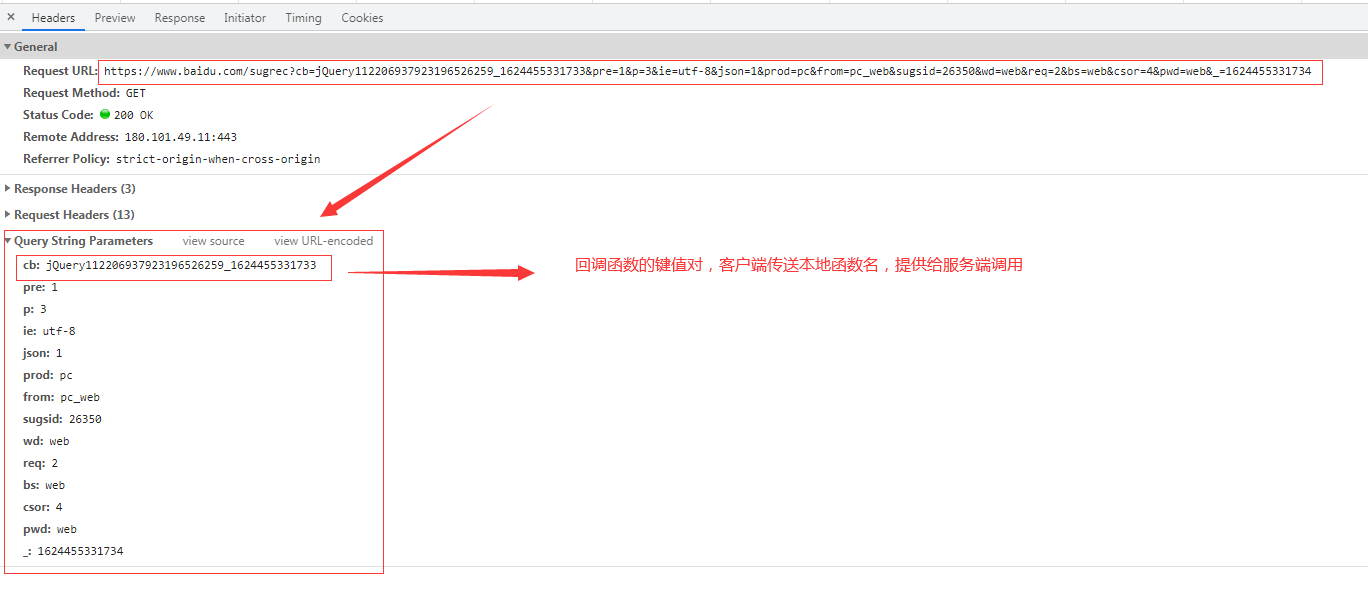 × Headers Preview Response Initiator Timing Cookies
General
Request URL: https://www.baidu.com/sugrec?cb=jQuery112206937923196526259_1624455331733&pre=1&p=3&ie=utf-8&json=1&prod=pc&from=pc_web&sugsid=26350&wd=web&req=2&bs=web&csor=4&pwd=web&_=1624455331734
Request Method: GET
Status Code: 200 OK
Remote Address: 180.101.49.11:443
Referrer Policy: strict-origin-when-cross-origin
Response Headers (3)
Request Headers (13)
Query String Parameters view source view URL-encoded
cb: jQuery112206937923196526259_1624455331733
回调函数的键值对，客户端传送本地函数名，提供给服务端调用
pre: 1
p: 3
ie: utf-8
json: 1
prod: pc
from: pc_web
sugsid: 26350
wd: web
req: 2
bs: web
csor: 4
pwd: web
_: 1624455331734